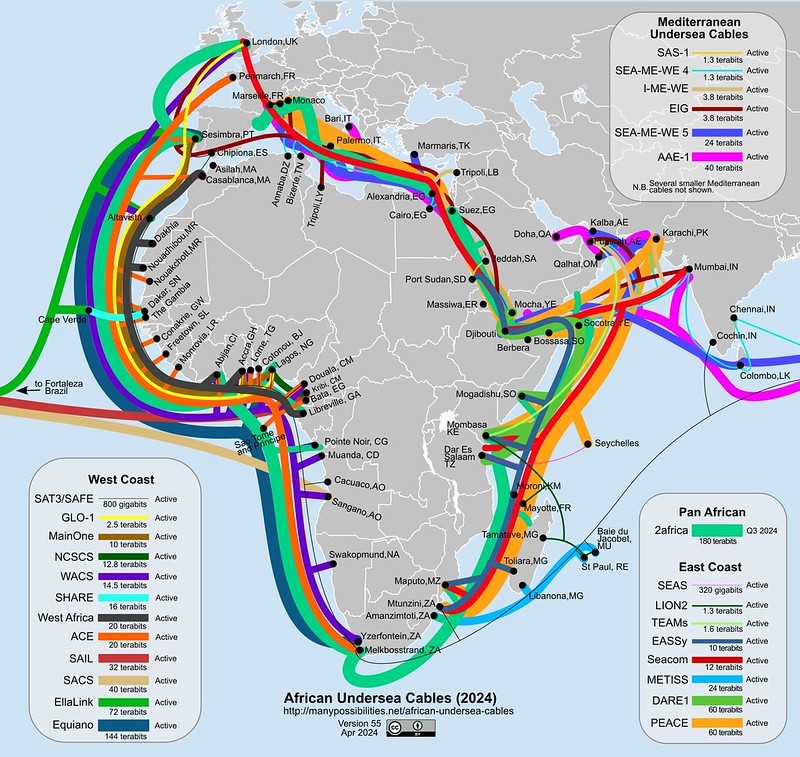 London,UK
Penmarch,FR
Marseille,FR
Monaco
Bari,IT
Sesimbra,PT
Palermo,IT
Marmaris,TK
Chipiona,ES
Asilah,MA
Casablanca,MA
Annaba,DZ
Bizerte,TN
Tripoli,LY
Tripoli,LB
Alexandria,EG
Cairo,EG
Suez,EG
Altavista
Dakhla
Nouadhibou,MR
Nouakchott,MR
Dakar, SN
The Gambia
Cape Verde
Conakrie, GW
Freetown, SL
Monrovia, LR
Abijan,CI
Accra,GH
Lome,TG
Cotonou, BJ
Lagos, NG
Douala, CM
Kribi, CM
Bata, EG
Libreville, GA
Doha,QA
Kalba,AE
Fujairah,AE
Qalhat,OM
Karachi,PK
Mumbai,IN
Jeddah,SA
Port Sudan,SD
Massiwa,ER
Mocha,YE
Djibouti
Berbera
Bossasa,SO
Socotra,YE
Chennai,IN
Cochin,IN
Colombo,LK
to Fortaleza
Brazil
Sao Tome
and Principe
Pointe Noir, CG
Muanda, CD
Cacuaco,AO
Sangano,AO
Swakopmund,NA
Yzerfontein,ZA
Melkbosstrand, ZA
Mogadishu,SO
Mombasa
KE
Dar Es
Salaam
TZ
Seychelles
Moroni,KM
Mayotte,FR
Tamatave,MG
Toliara,MG
Libanona,MG
Baie du
Jacobet,
MU
St Paul, RE
Maputo,MZ
Mtunzini,ZA
Amanzimtoti,ZA
Mediterranean
Undersea Cables
SAS-1 Active
1.3 terabits
SEA-ME-WE 4 Active
1.3 terabits
I-ME-WE Active
3.8 terabits
EIG Active
3.8 terabits
SEA-ME-WE 5 Active
24 terabits
AAE-1 Active
40 terabits
N.B. Several smaller Mediterranean
cables not shown.
West Coast
SAT3/SAFE Active
800 gigabits
GLO-1 Active
2.5 terabits
MainOne Active
10 terabits
NCSCS Active
12.8 terabits
WACS Active
14.5 terabits
SHARE Active
16 terabits
West Africa Active
20 terabits
ACE Active
20 terabits
SAIL Active
32 terabits
SACS Active
40 terabits
EllaLink Active
72 terabits
Equiano Active
144 terabits
Pan African
2africa Q3 2024
180 terabits
East Coast
SEAS Active
320 gigabits
LION2 Active
1.3 terabits
TEAMs Active
1.6 terabits
EASSy Active
10 terabits
Seacom Active
12 terabits
METISS Active
24 terabits
DARE1 Active
60 terabits
PEACE Active
60 terabits
African Undersea Cables (2024)
http://manypossibilities.net/african-undersea-cables
Version 55
Apr 2024
cc
BY